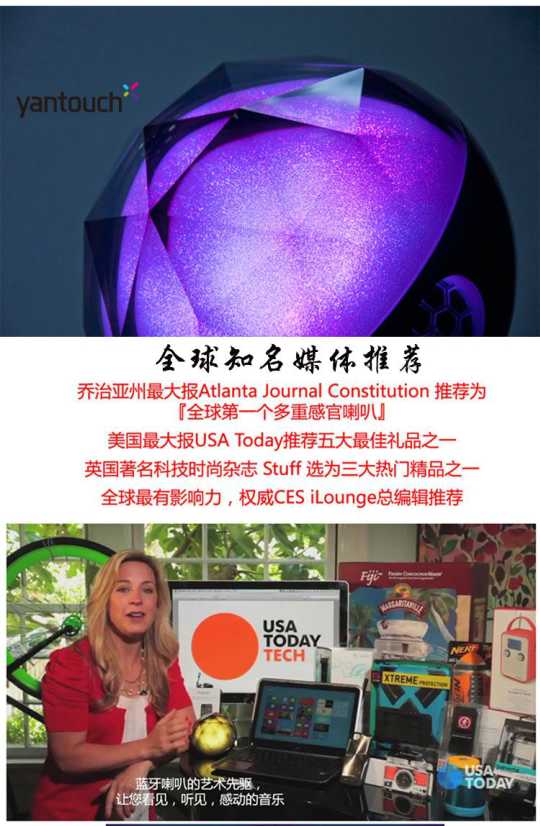 yantouch
全球知名媒体推荐
乔治亚州最大报Atlanta Journal Constitution 推荐为
『全球第一个多重感官喇叭』
美国最大报USA Today推荐五大最佳礼品之一
英国著名科技时尚杂志 Stuff 选为三大热门精品之一
全球最有影响力，权威CES iLounge总编辑推荐
USA
TODAY
TECH
Fiji
FROZEN CONCOCTION MAKER
MARGARITAVILLE
XTREME PROTECTION
NERF
USA
TODAY
蓝牙喇叭的艺术先驱，
让您看见，听见，感动的音乐